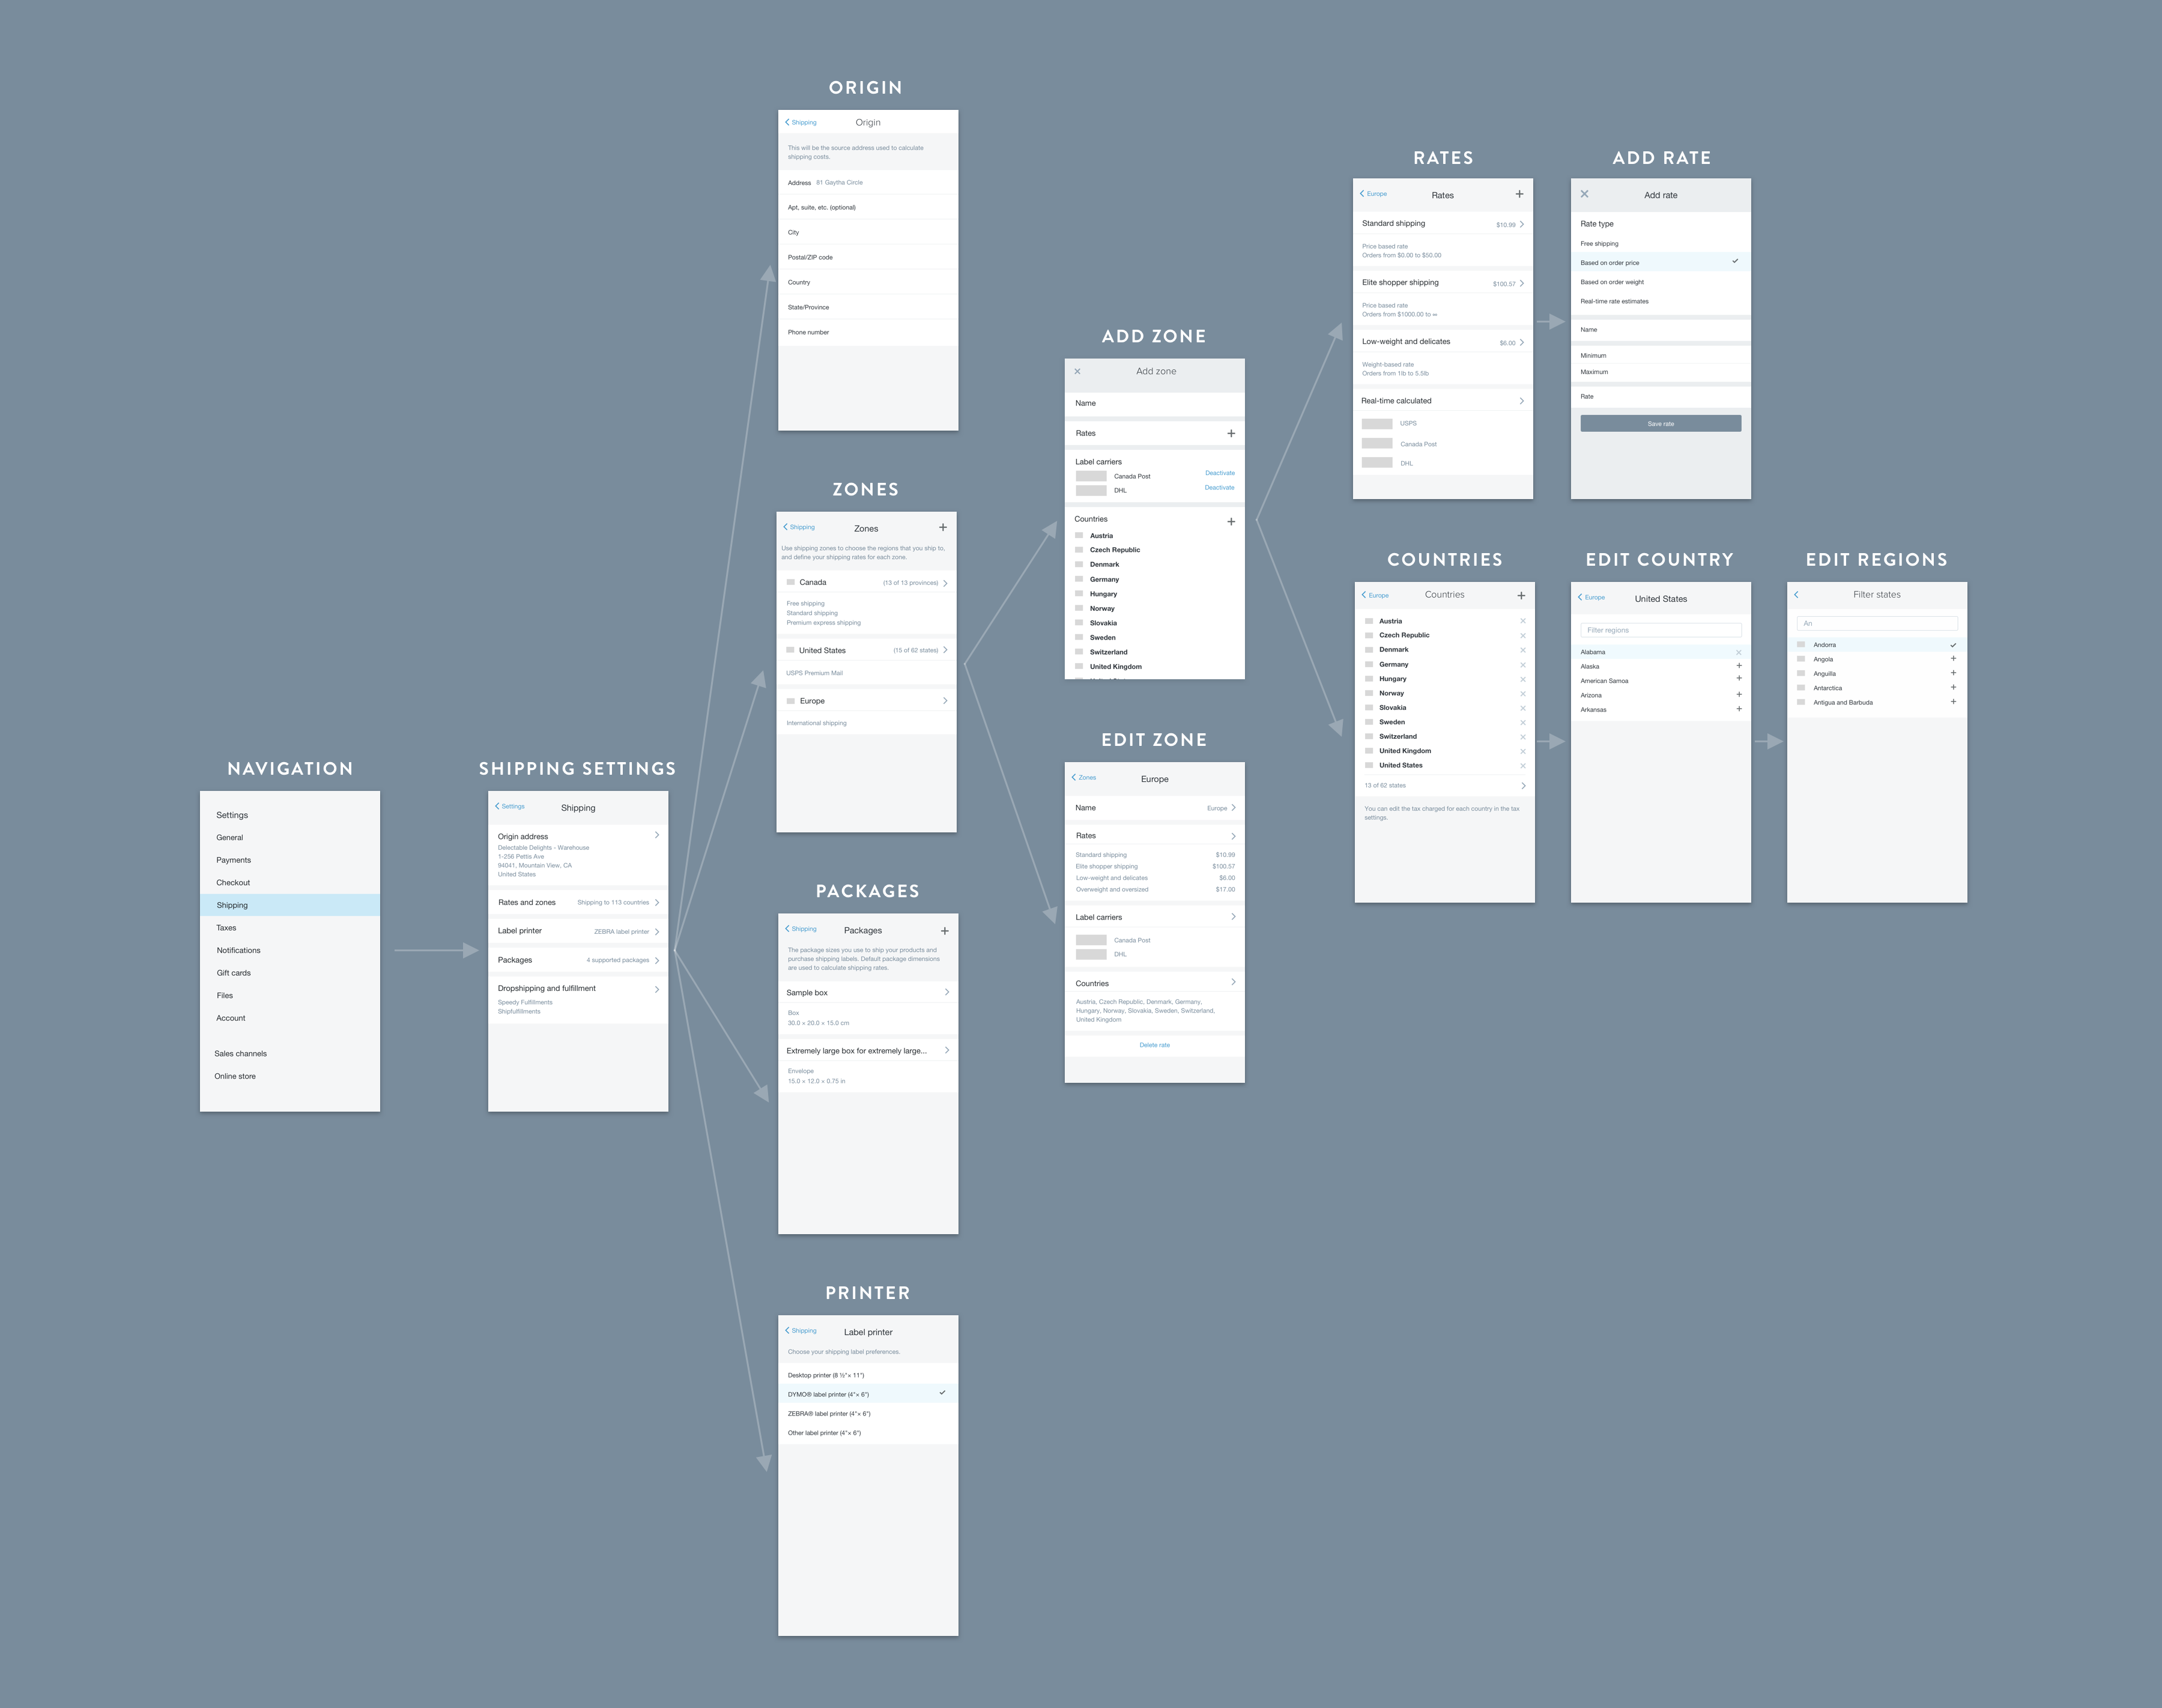 NAVIGATION
Settings
General
Payments
Checkout
Shipping
Taxes
Notifications
Gift cards
Files
Account
Sales channels
Online store
SHIPPING SETTINGS
Settings
Shipping
Origin address
Delectable Delights - Warehouse
1-256 Pettis Ave
94041, Mountain View, CA
United States
Rates and zones Shipping to 113 countries
Label printer ZEBRA label printer
Packages 4 supported packages
Dropshipping and fulfillment
Speedy Fulfillments
Shipfulfillments
ORIGIN
Shipping
Origin
This will be the source address used to calculate
shipping costs.
Address 81 Gaytha Circle
Apt, suite, etc. (optional)
City
Postal/ZIP code
Country
State/Province
Phone number
ZONES
Shipping
Zones
Use shipping zones to choose the regions that you ship to,
and define your shipping rates for each zone.
Canada (13 of 13 provinces)
Free shipping
Standard shipping
Premium express shipping
United States (15 of 62 states)
USPS Premium Mail
Europe
International shipping
PACKAGES
Shipping
Packages
The package sizes you use to ship your products and
purchase shipping labels. Default package dimensions
are used to calculate shipping rates.
Sample box
Box
30.0 × 20.0 × 15.0 cm
Extremely large box for extremely large...
Envelope
15.0 × 12.0 × 0.75 in
PRINTER
Shipping
Label printer
Choose your shipping label preferences.
Desktop printer (8 ½"× 11")
DYMO® label printer (4"× 6")
ZEBRA® label printer (4"× 6")
Other label printer (4"× 6")
ADD ZONE
Add zone
Name
Rates
Label carriers
Canada Post Deactivate
DHL Deactivate
Countries
Austria
Czech Republic
Denmark
Germany
Hungary
Norway
Slovakia
Sweden
Switzerland
United Kingdom
EDIT ZONE
Zones
Europe
Name Europe
Rates
Standard shipping $10.99
Elite shopper shipping $100.57
Low-weight and delicates $6.00
Overweight and oversized $17.00
Label carriers
Canada Post
DHL
Countries
Austria, Czech Republic, Denmark, Germany,
Hungary, Norway, Slovakia, Sweden, Switzerland,
United Kingdom
Delete rate
RATES
Europe
Rates
Standard shipping $10.99
Price based rate
Orders from $0.00 to $50.00
Elite shopper shipping $100.57
Price based rate
Orders from $1000.00 to ∞
Low-weight and delicates $6.00
Weight-based rate
Orders from 1lb to 5.5lb
Real-time calculated
USPS
Canada Post
DHL
ADD RATE
Add rate
Rate type
Free shipping
Based on order price
Based on order weight
Real-time rate estimates
Name
Minimum
Maximum
Rate
Save rate
COUNTRIES
Europe
Countries
Austria
Czech Republic
Denmark
Germany
Hungary
Norway
Slovakia
Sweden
Switzerland
United Kingdom
United States
13 of 62 states
You can edit the tax charged for each country in the tax
settings.
EDIT COUNTRY
Europe
United States
Filter regions
Alabama
Alaska
American Samoa
Arizona
Arkansas
EDIT REGIONS
Filter states
An
Andorra
Angola
Anguilla
Antarctica
Antigua and Barbuda